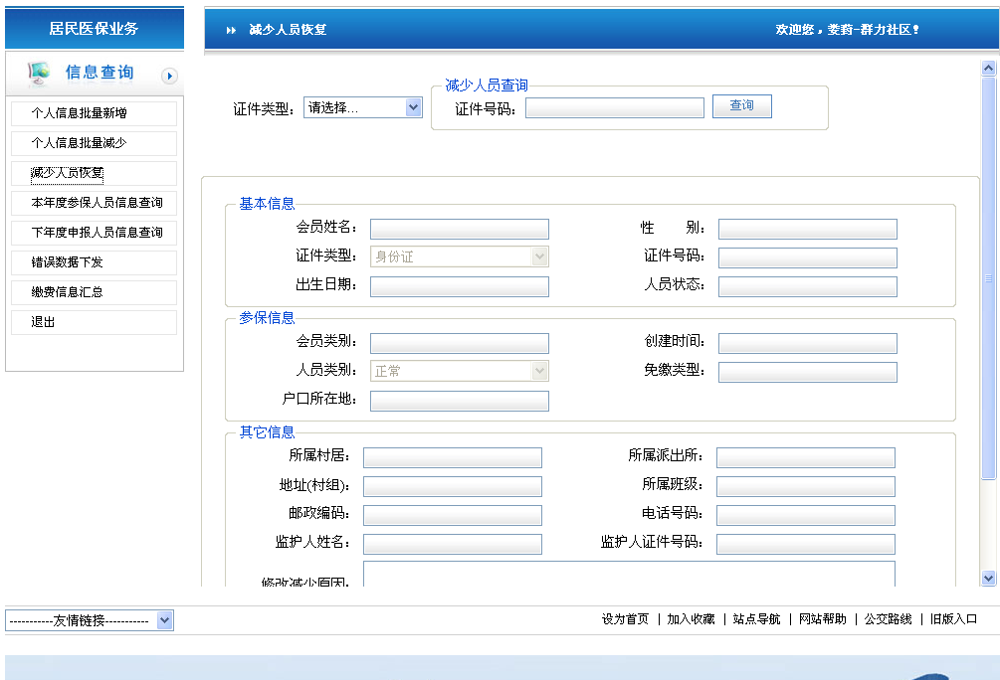 居民医保业务
减少人员恢复
信息查询
个人信息批量新增
个人信息批量减少
减少人员恢复
本年度参保人员信息查询
下年度申报人员信息查询
错误数据下发
缴费信息汇总
退出
证件类型： 请选择...
减少人员查询
证件号码： 查询
基本信息
会员姓名： 性 别：
证件类型： 身份证 证件号码：
出生日期： 人员状态：
参保信息
会员类别： 创建时间：
人员类别： 正常 免缴类型：
户口所在地：
其它信息
所属村居： 所属派出所：
地址(村组)： 所属班级：
邮政编码： 电话号码：
监护人姓名： 监护人证件号码：
修改减少原因：
-----------友情链接-----------
设为首页 | 加入收藏 | 站点导航 | 网站帮助 | 公交路线 | 旧版入口